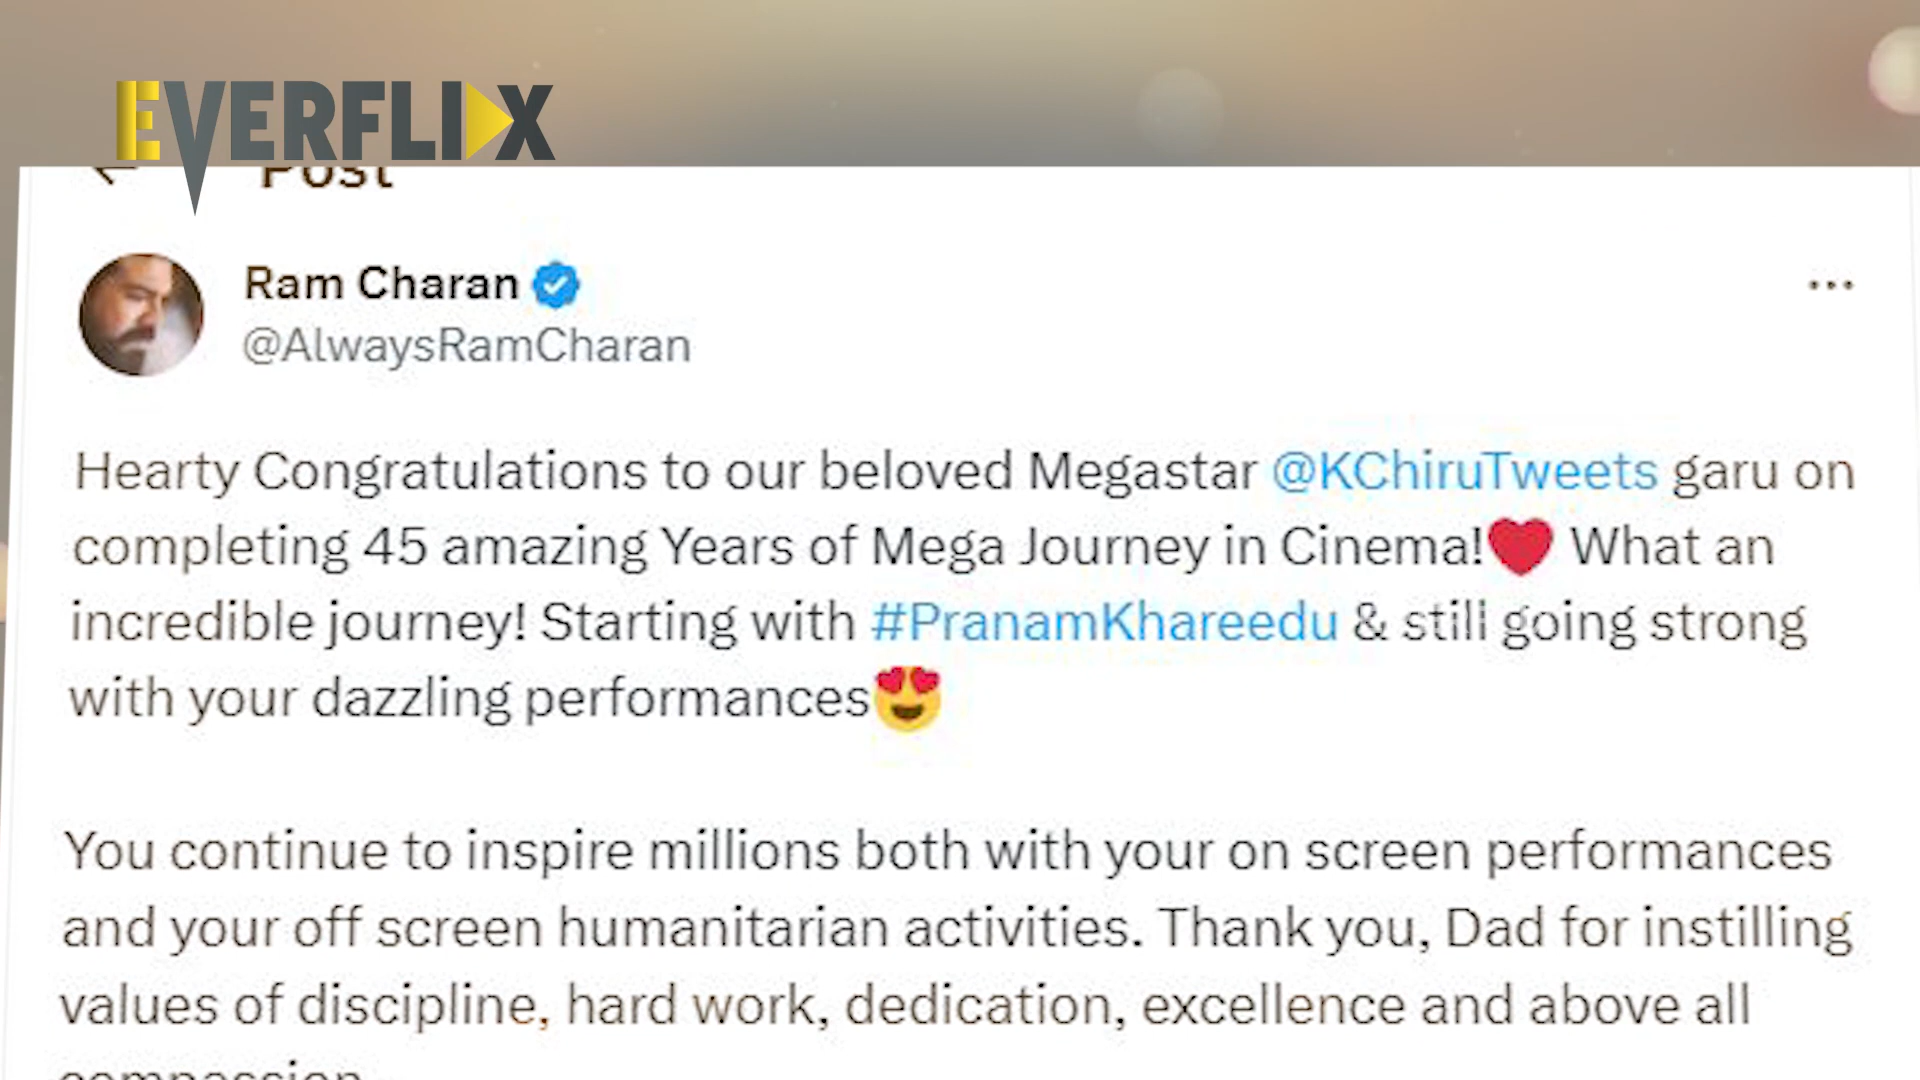 EVERFLIX
Post
Ram Charan
@AlwaysRamCharan
Hearty Congratulations to our beloved Megastar @KChiruTweets garu on
completing 45 amazing Years of Mega Journey in Cinema!❤️ What an
incredible journey! Starting with #PranamKhareedu & still going strong
with your dazzling performances😍
You continue to inspire millions both with your on screen performances
and your off screen humanitarian activities. Thank you, Dad for instilling
values of discipline, hard work, dedication, excellence and above all
compassion